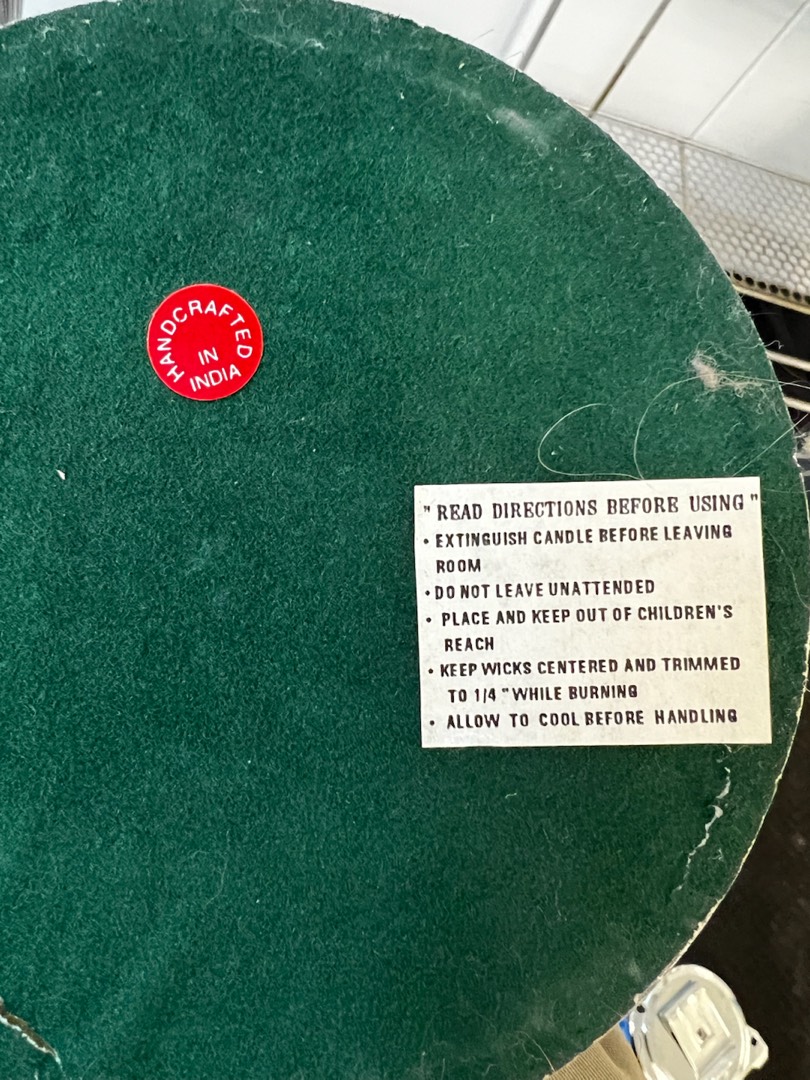 HANDCRAFTED
IN
INDIA
" READ DIRECTIONS BEFORE USING "
• EXTINGUISH CANDLE BEFORE LEAVING
ROOM
• DO NOT LEAVE UNATTENDED
• PLACE AND KEEP OUT OF CHILDREN'S
REACH
• KEEP WICKS CENTERED AND TRIMMED
TO 1/4 " WHILE BURNING
• ALLOW TO COOL BEFORE HANDLING